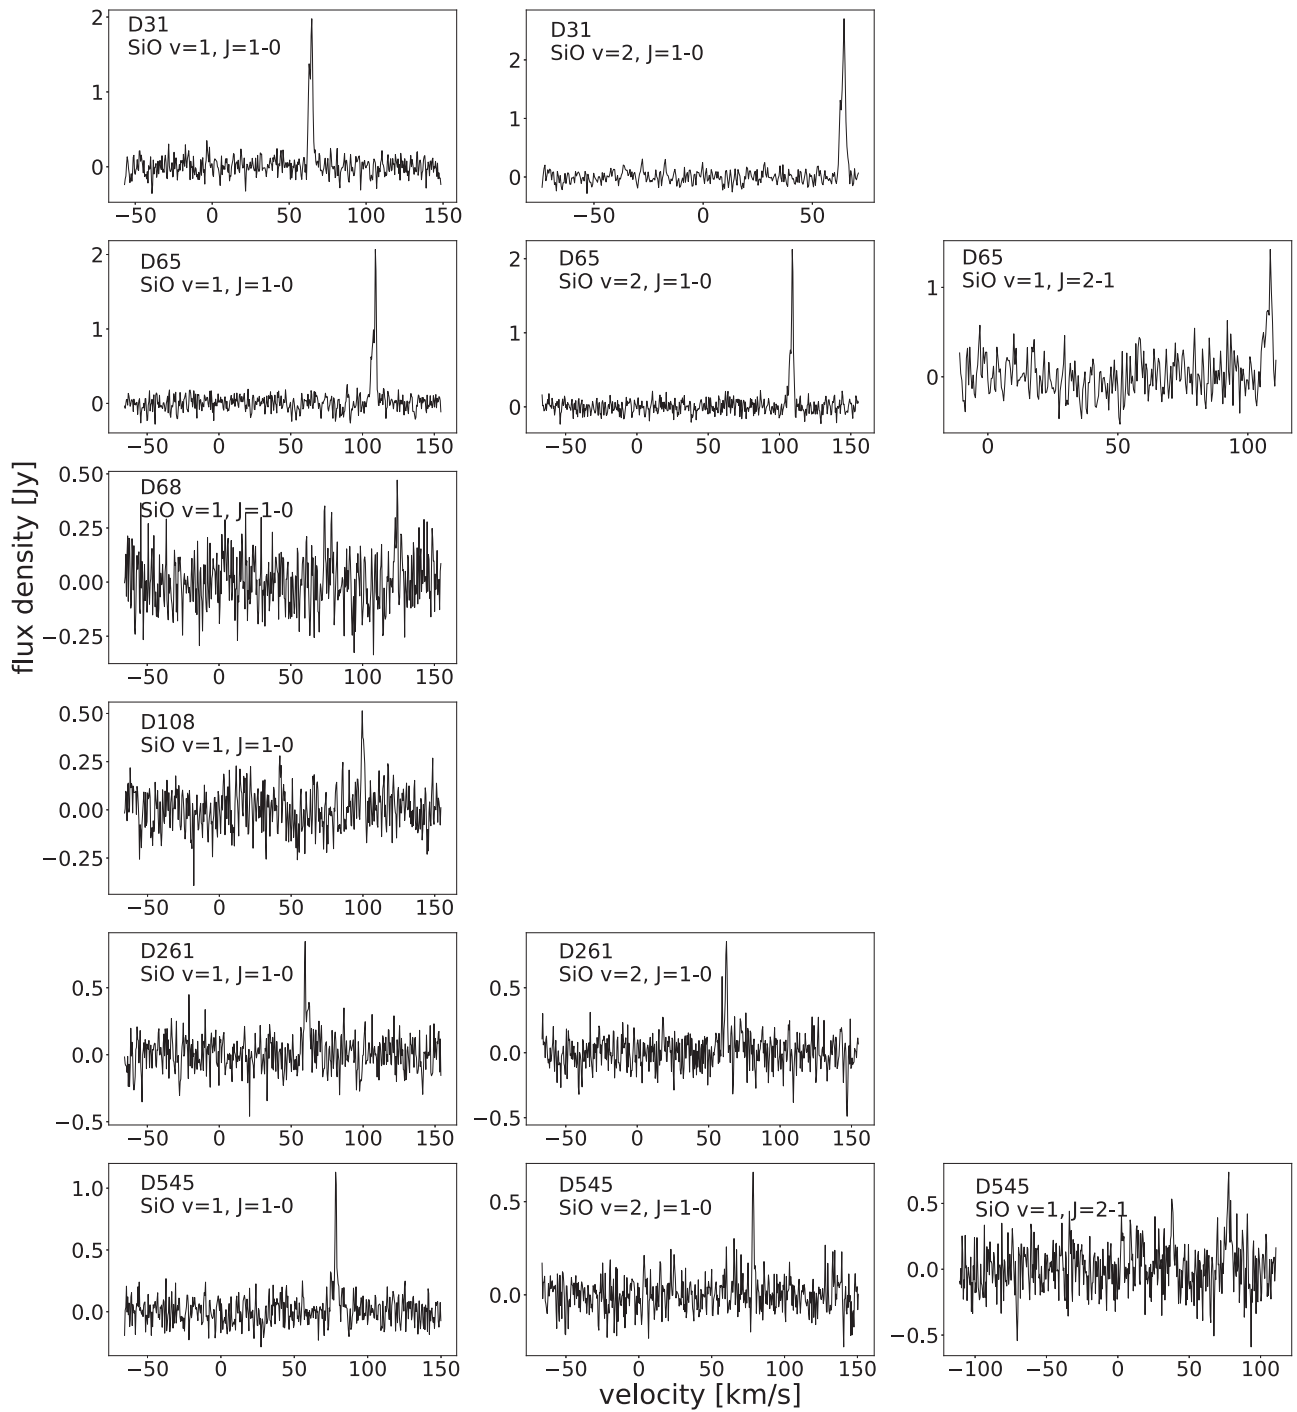 D31
SiO v=1, J=1-0
2
1
0
−50 0 50 100 150
D31
SiO v=2, J=1-0
2
1
0
−50 0 50
D65
SiO v=1, J=1-0
2
1
0
−50 0 50 100 150
D65
SiO v=2, J=1-0
2
1
0
−50 0 50 100 150
D65
SiO v=1, J=2-1
1
0
0 50 100
flux density [Jy]
D68
SiO v=1, J=1-0
0.50
0.25
0.00
−0.25
−50 0 50 100 150
D108
SiO v=1, J=1-0
0.50
0.25
0.00
−0.25
−50 0 50 100 150
D261
SiO v=1, J=1-0
0.5
0.0
−0.5
−50 0 50 100 150
D261
SiO v=2, J=1-0
0.5
0.0
−0.5
−50 0 50 100 150
D545
SiO v=1, J=1-0
1.0
0.5
0.0
−50 0 50 100 150
D545
SiO v=2, J=1-0
0.5
0.0
−50 0 50 100 150
D545
SiO v=1, J=2-1
0.5
0.0
−0.5
−100 −50 0 50 100
velocity [km/s]